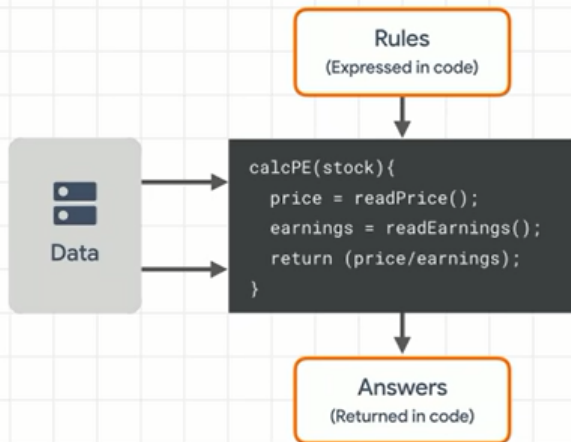 Rules
(Expressed in code)
Data
calcPE(stock){
  price = readPrice();
  earnings = readEarnings();
  return (price/earnings);
}
Answers
(Returned in code)